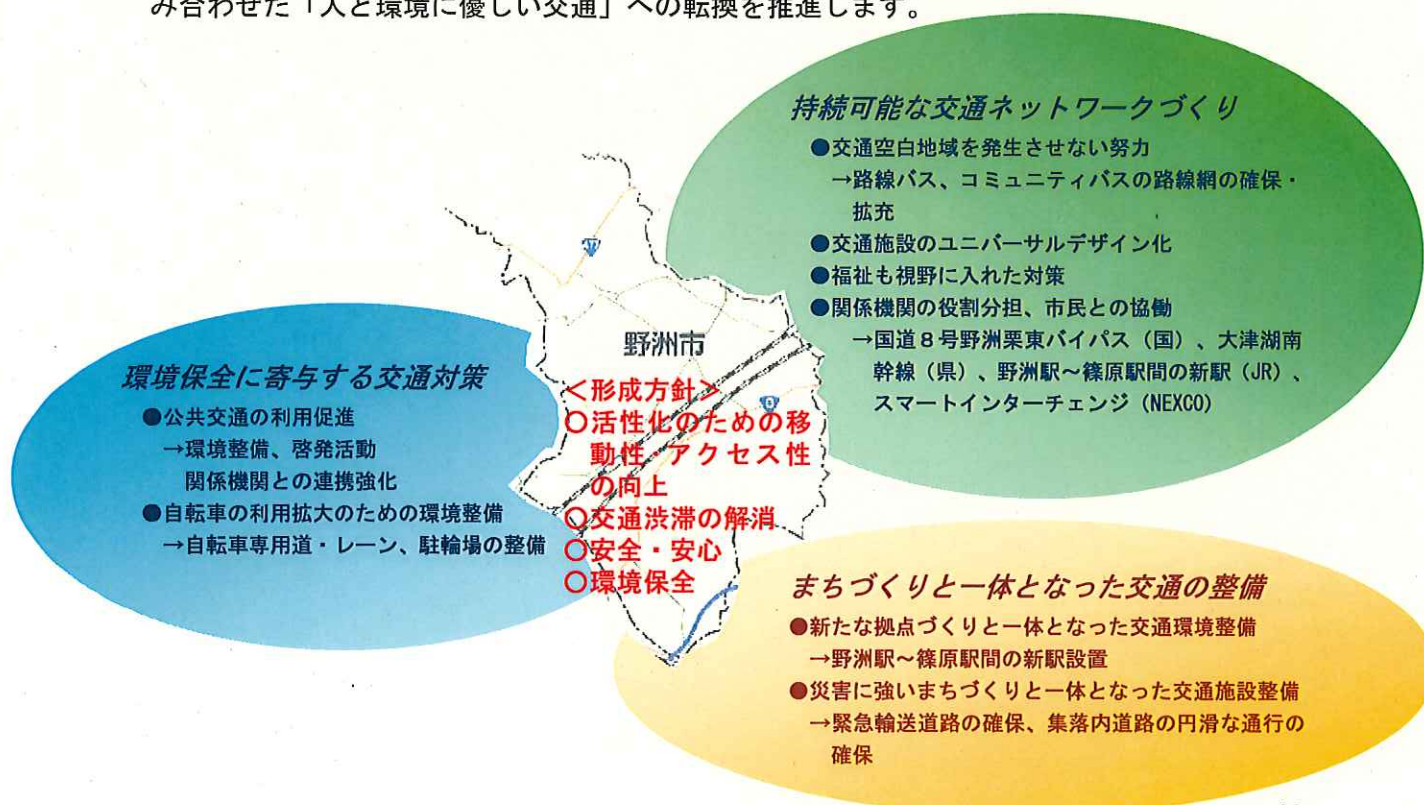 み合わせた「人と環境に優しい交通」への転換を推進します。
持続可能な交通ネットワークづくり
●交通空白地域を発生させない努力
→路線バス、コミュニティバスの路線網の確保・
拡充
●交通施設のユニバーサルデザイン化
●福祉も視野に入れた対策
●関係機関の役割分担、市民との協働
→国道８号野洲栗東バイパス（国）、大津湖南
幹線（県）、野洲駅～篠原駅間の新駅（JR）、
スマートインターチェンジ（NEXCO）
野洲市
＜形成方針＞
○活性化のための移
動性・アクセス性
の向上
○交通渋滞の解消
○安全・安心
○環境保全
環境保全に寄与する交通対策
●公共交通の利用促進
→環境整備、啓発活動
関係機関との連携強化
●自転車の利用拡大のための環境整備
→自転車専用道・レーン、駐輪場の整備
まちづくりと一体となった交通の整備
●新たな拠点づくりと一体となった交通環境整備
→野洲駅～篠原駅間の新駅設置
●災害に強いまちづくりと一体となった交通施設整備
→緊急輸送道路の確保、集落内道路の円滑な通行の
確保